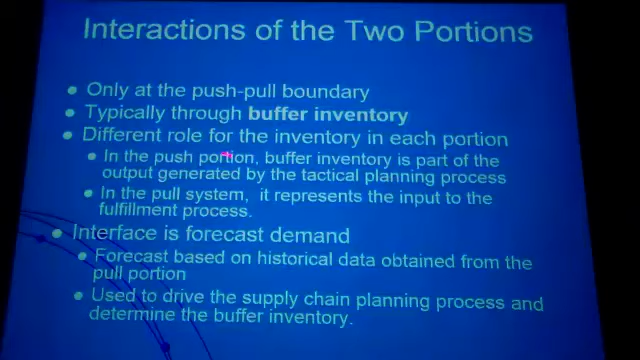 Interactions of the Two Portions
• Only at the push-pull boundary
• Typically through buffer inventory
• Different role for the inventory in each portion
• In the push portion, buffer inventory is part of the
output generated by the tactical planning process
• In the pull system, it represents the input to the
fulfillment process.
• Interface is forecast demand
• Forecast based on historical data obtained from the
pull portion
• Used to drive the supply chain planning process and
determine the buffer inventory.